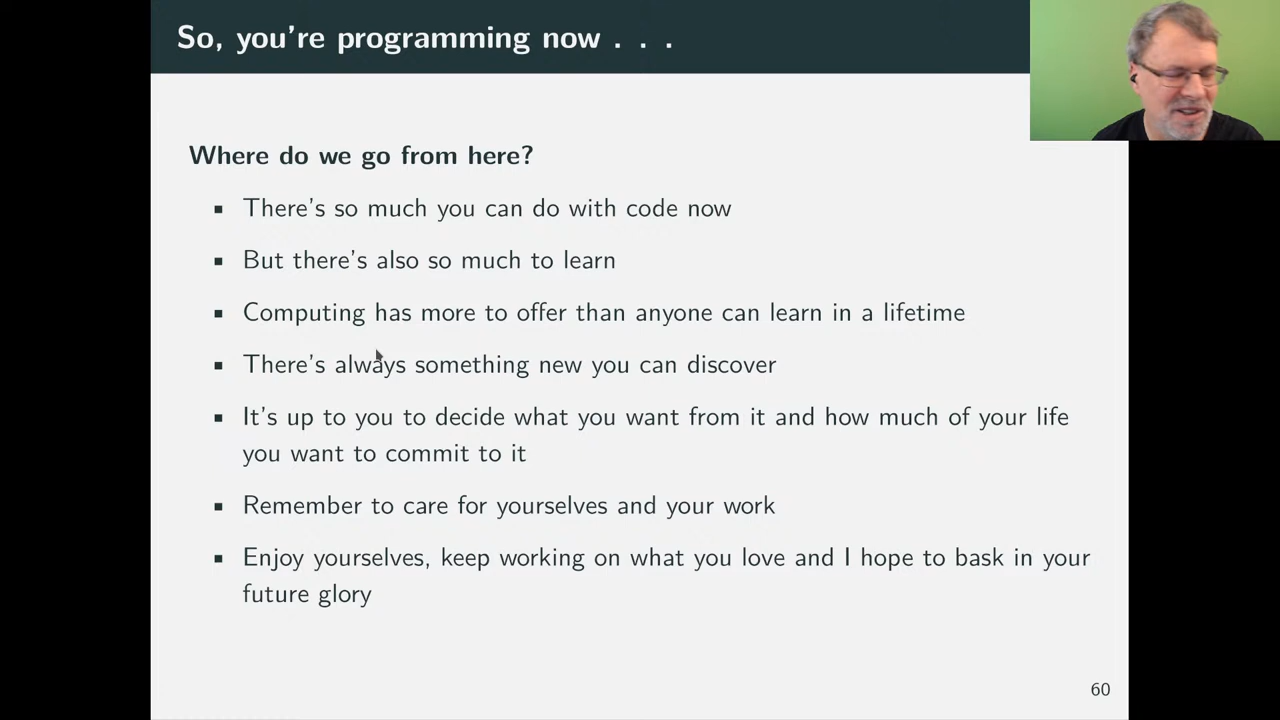 So, you're programming now . . .
Where do we go from here?
▪ There's so much you can do with code now
▪ But there's also so much to learn
▪ Computing has more to offer than anyone can learn in a lifetime
▪ There's always something new you can discover
▪ It's up to you to decide what you want from it and how much of your life
you want to commit to it
▪ Remember to care for yourselves and your work
▪ Enjoy yourselves, keep working on what you love and I hope to bask in your
future glory
60